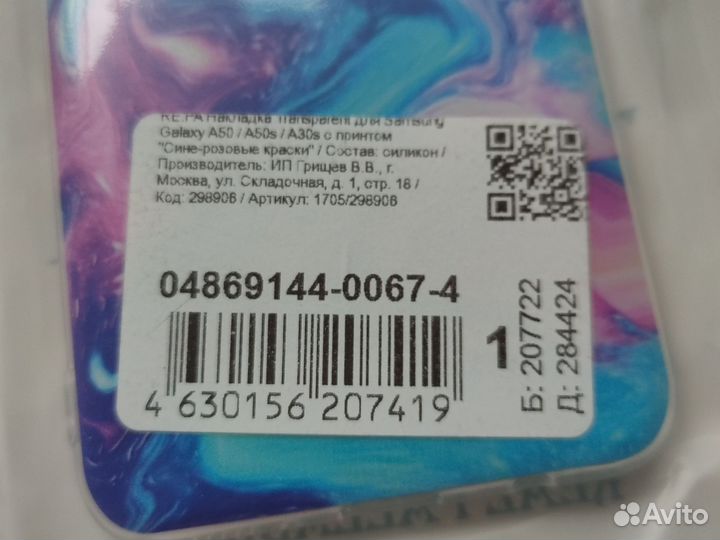 RE:PA Накладка Transparent для Samsung
Galaxy A50 / A50s / A30s с принтом
"Сине-розовые краски" / Состав: силикон /
Производитель: ИП Грищев В.В., г.
Москва, ул. Складочная, д. 1, стр. 18 /
Код: 298906 / Артикул: 1705/298906
04869144-0067-4
4 630156 207419
1
Б: 207722
Д: 284424
Avito